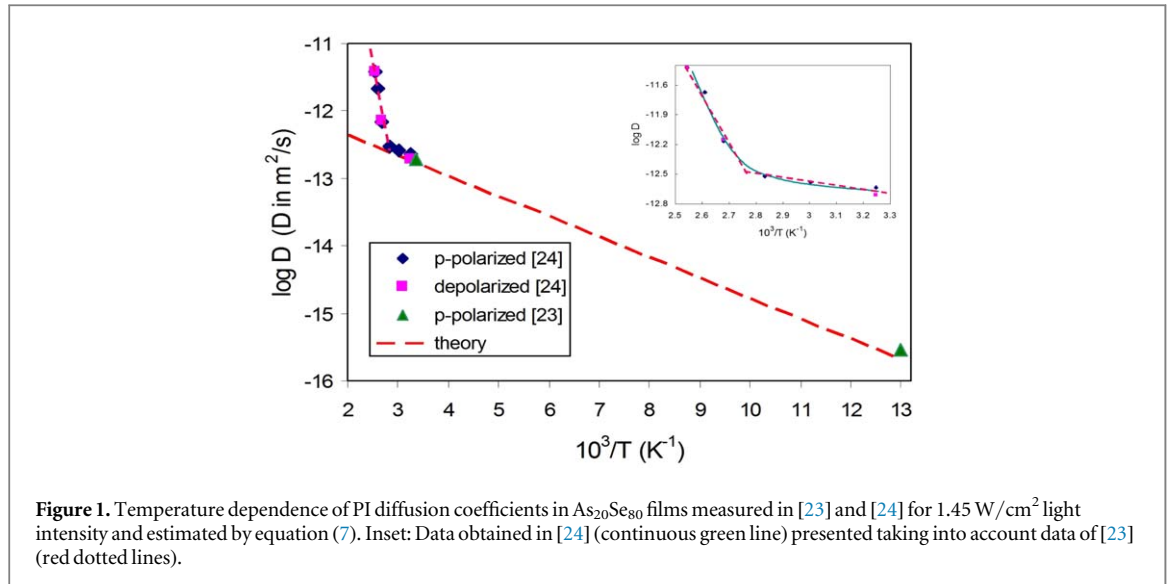 -11
-12
-13
-14
-15
-16
log D (D in m²/s)
2 3 4 5 6 7 8 9 10 11 12 13
10³/T (K⁻¹)
p-polarized [24]
depolarized [24]
p-polarized [23]
theory
-11.6
-11.9
-12.2
-12.5
-12.8
log D
2.5 2.6 2.7 2.8 2.9 3 3.1 3.2 3.3
10³/T (K⁻¹)
Figure 1. Temperature dependence of PI diffusion coefficients in As₂₀Se₈₀ films measured in [23] and [24] for 1.45 W/cm² light
intensity and estimated by equation (7). Inset: Data obtained in [24] (continuous green line) presented taking into account data of [23]
(red dotted lines).